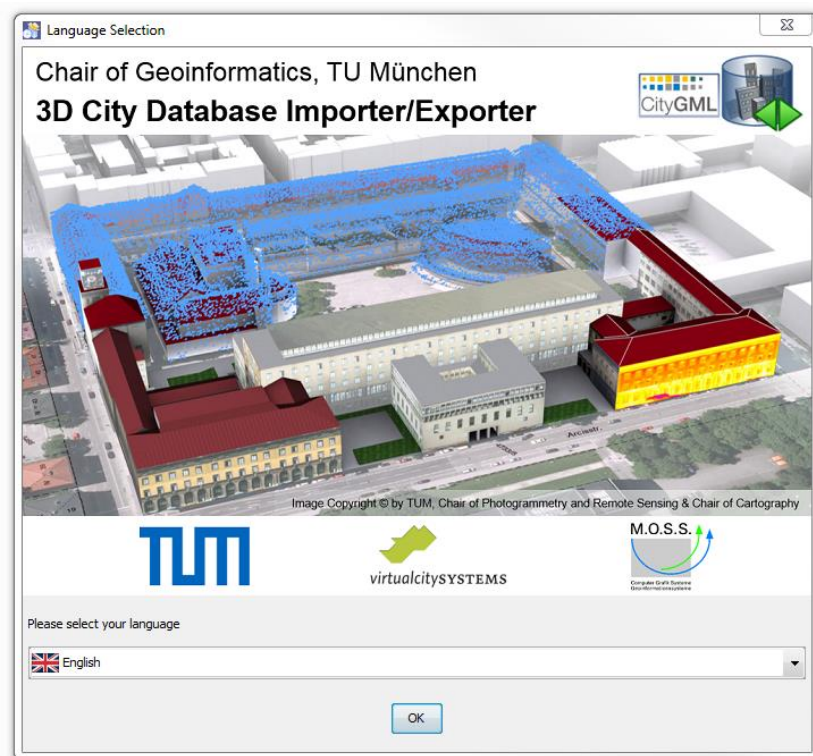 Language Selection
Chair of Geoinformatics, TU München
3D City Database Importer/Exporter
CityGML
Arcisstr.
Image Copyright © by TUM, Chair of Photogrammetry and Remote Sensing & Chair of Cartography
TUM
virtualcitySYSTEMS
M.O.S.S.
Computer Grafik Systeme
Geoinformationssysteme
Please select your language
English
OK